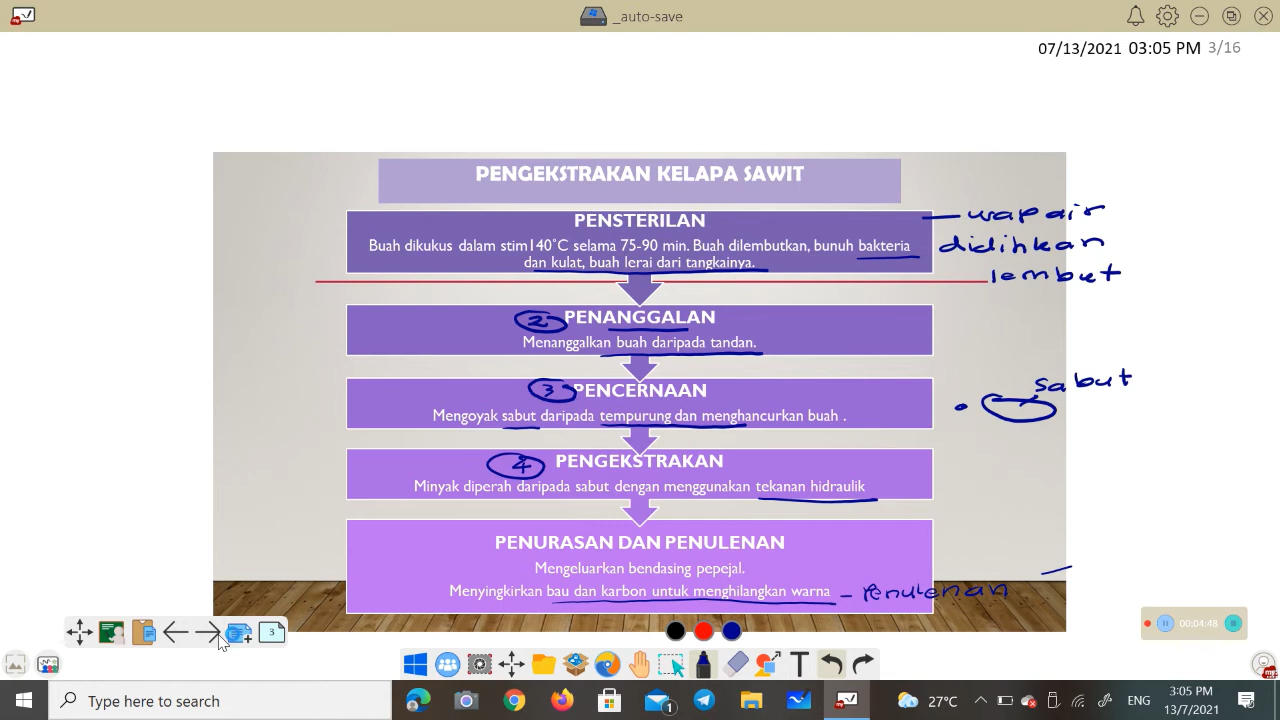 _auto-save
07/13/2021 03:05 PM 3/16
PENGEKSTRAKAN KELAPA SAWIT
PENSTERILAN
Buah dikukus dalam stim140°C selama 75-90 min. Buah dilembutkan, bunuh bakteria
dan kulat, buah lerai dari tangkainya.
wap air
didihkan
lembut
2 PENANGGALAN
Menanggalkan buah daripada tandan.
3 PENCERNAAN
Mengoyak sabut daripada tempurung dan menghancurkan buah .
sabut
4 PENGEKSTRAKAN
Minyak diperah daripada sabut dengan menggunakan tekanan hidraulik
PENURASAN DAN PENULENAN
Mengeluarkan bendasing pepejal.
Menyingkirkan bau dan karbon untuk menghilangkan warna – Penulenan
3
00:04:48
T
Type here to search
1
27°C
ENG
3:05 PM
13/7/2021